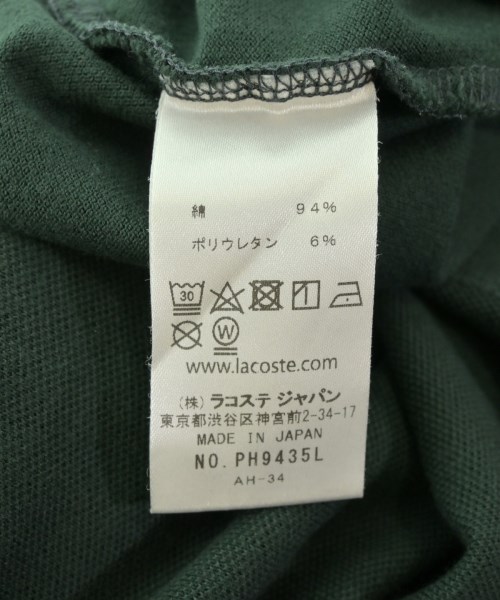 綿 94%
ポリウレタン 6%
30
W
www.lacoste.com
(株) ラコステ ジャパン
東京都渋谷区神宮前2-34-17
MADE IN JAPAN
NO. PH9435L
AH-34